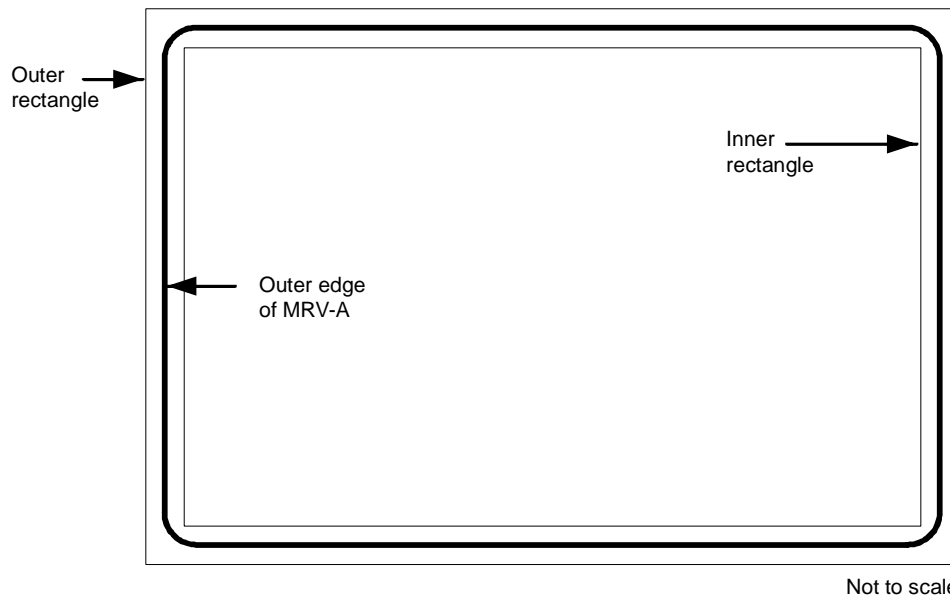 Outer
rectangle
Inner
rectangle
Outer edge
of MRV-A
Not to scale